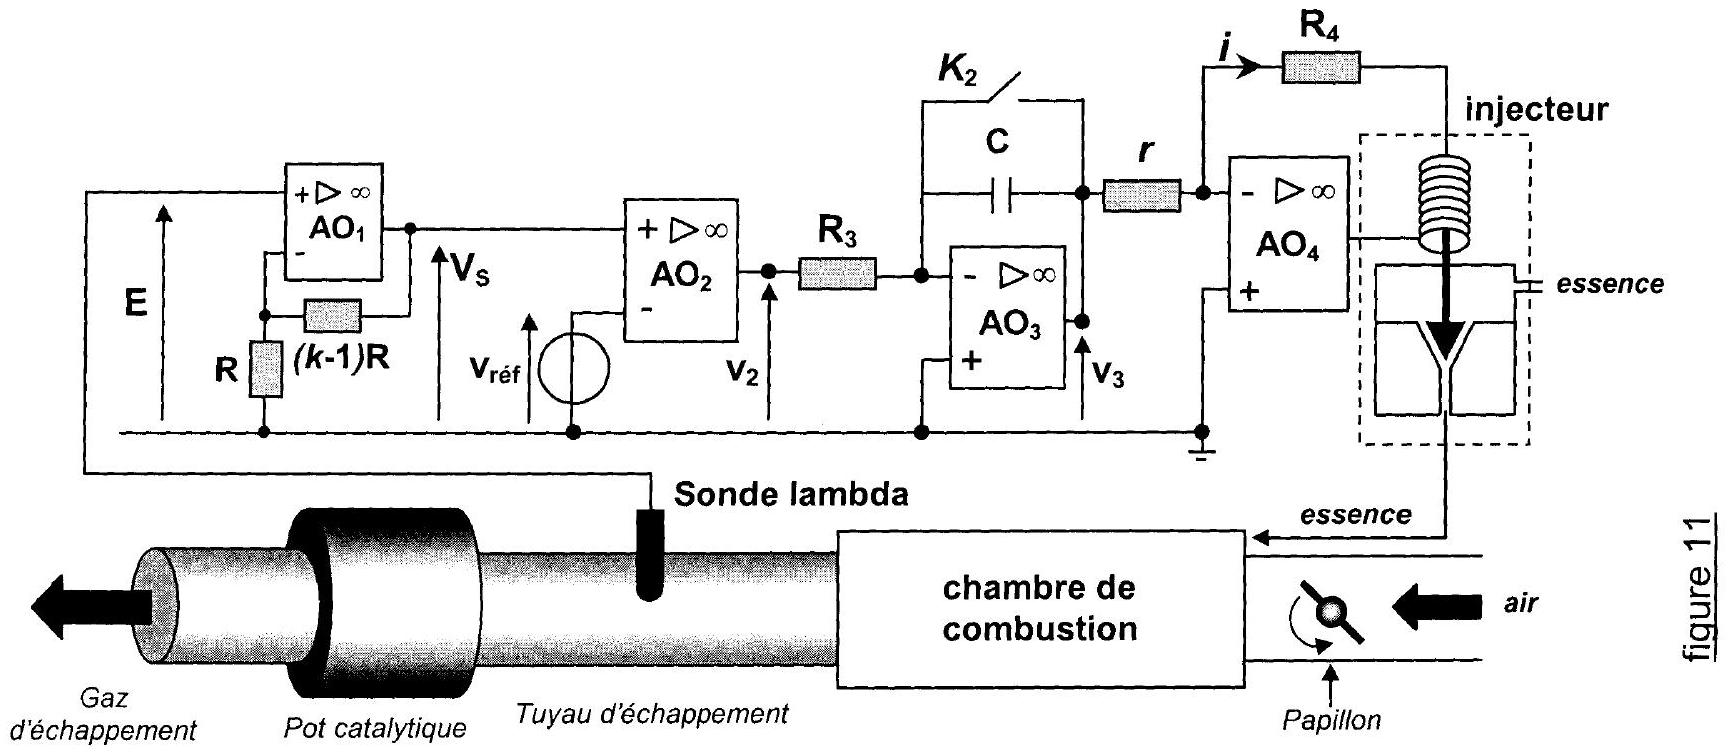 R₄
i
K₂
injecteur
C
r
+ ▷ ∞
AO₁
-
+ ▷ ∞
AO₂
-
R₃
- ▷ ∞
AO₃
+
- ▷ ∞
AO₄
+
essence
E
Vₛ
R
(k-1)R
vréf
v₂
v₃
Sonde lambda
essence
chambre de
combustion
air
figure 11
Gaz
d'échappement
Pot catalytique
Tuyau d'échappement
Papillon